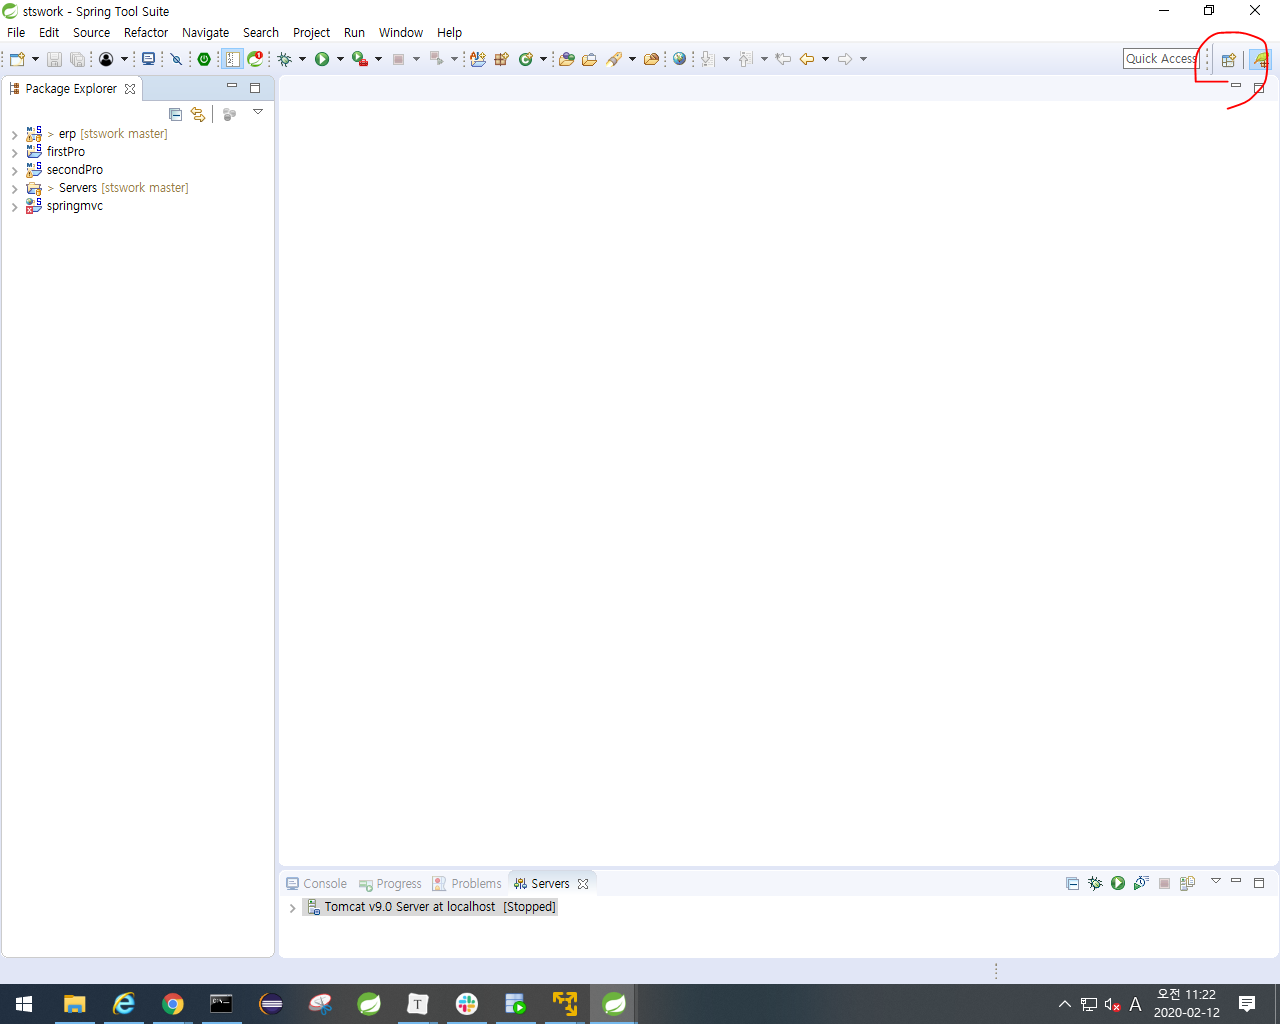 stswork - Spring Tool Suite
File Edit Source Refactor Navigate Search Project Run Window Help
Quick Access
Package Explorer
> erp [stswork master]
firstPro
secondPro
> Servers [stswork master]
springmvc
Console Progress Problems Servers
Tomcat v9.0 Server at localhost [Stopped]
A
오전 11:22
2020-02-12